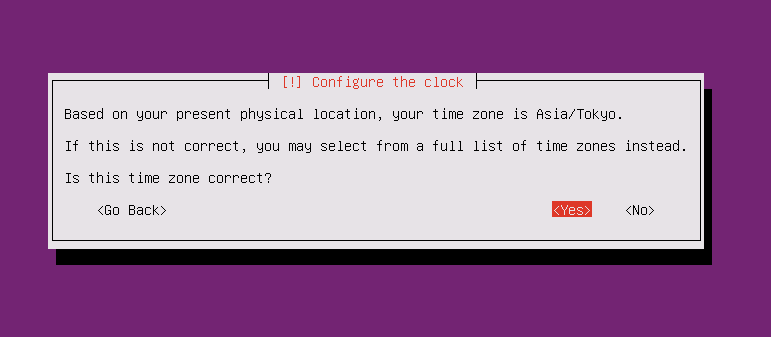 [!] Configure the clock
Based on your present physical location, your time zone is Asia/Tokyo.
If this is not correct, you may select from a full list of time zones instead.
Is this time zone correct?
<Go Back> <Yes> <No>